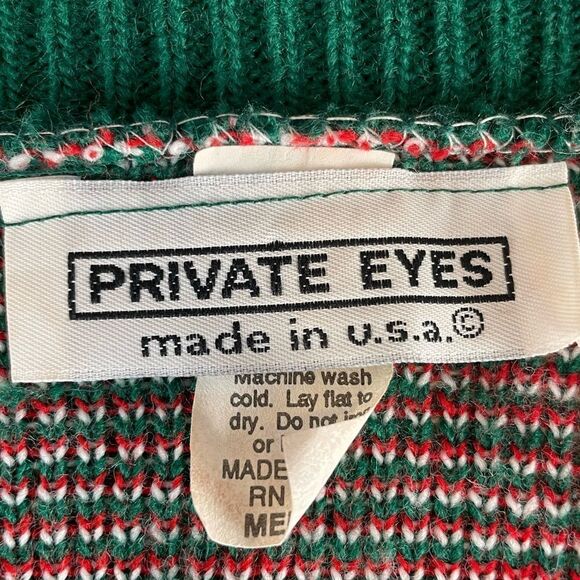 PRIVATE EYES
made in u.s.a.©
Machine wash
cold. Lay flat to
dry. Do not
or
MADE
RN